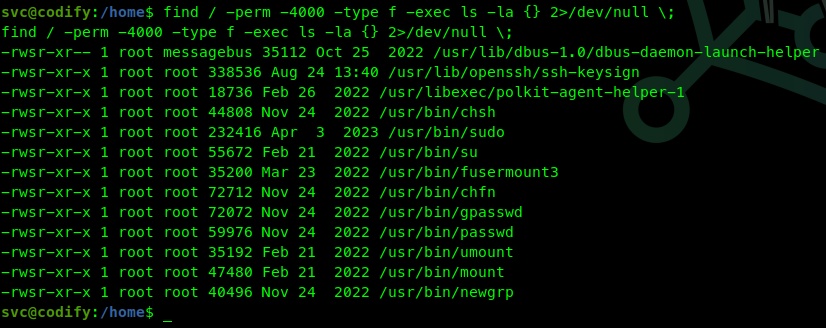 svc@codify:/home$ find / -perm -4000 -type f -exec ls -la {} 2>/dev/null \;
find / -perm -4000 -type f -exec ls -la {} 2>/dev/null \;
-rwsr-xr-- 1 root messagebus 35112 Oct 25  2022 /usr/lib/dbus-1.0/dbus-daemon-launch-helper
-rwsr-xr-x 1 root root 338536 Aug 24 13:40 /usr/lib/openssh/ssh-keysign
-rwsr-xr-x 1 root root 18736 Feb 26  2022 /usr/libexec/polkit-agent-helper-1
-rwsr-xr-x 1 root root 44808 Nov 24  2022 /usr/bin/chsh
-rwsr-xr-x 1 root root 232416 Apr  3  2023 /usr/bin/sudo
-rwsr-xr-x 1 root root 55672 Feb 21  2022 /usr/bin/su
-rwsr-xr-x 1 root root 35200 Mar 23  2022 /usr/bin/fusermount3
-rwsr-xr-x 1 root root 72712 Nov 24  2022 /usr/bin/chfn
-rwsr-xr-x 1 root root 72072 Nov 24  2022 /usr/bin/gpasswd
-rwsr-xr-x 1 root root 59976 Nov 24  2022 /usr/bin/passwd
-rwsr-xr-x 1 root root 35192 Feb 21  2022 /usr/bin/umount
-rwsr-xr-x 1 root root 47480 Feb 21  2022 /usr/bin/mount
-rwsr-xr-x 1 root root 40496 Nov 24  2022 /usr/bin/newgrp
svc@codify:/home$ _